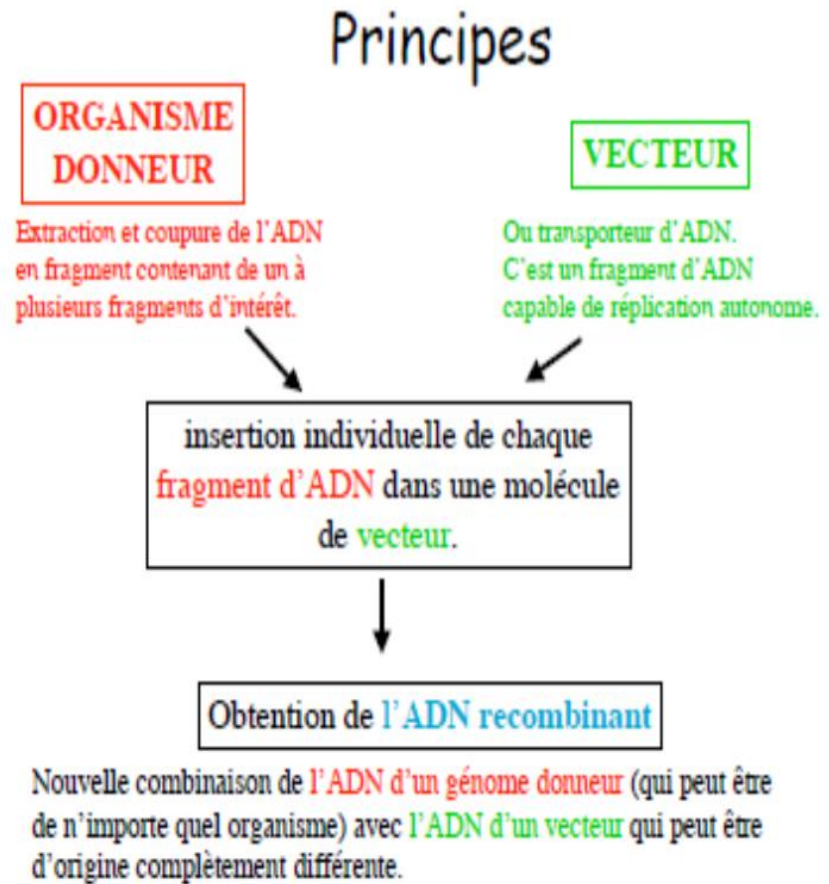 Principes
ORGANISME
DONNEUR
Extraction et coupure de l'ADN
en fragment contenant de un à
plusieurs fragments d'intérêt.
VECTEUR
Ou transporteur d'ADN.
C'est un fragment d'ADN
capable de réplication autonome.
insertion individuelle de chaque
fragment d'ADN dans une molécule
de vecteur.
Obtention de l'ADN recombinant
Nouvelle combinaison de l'ADN d'un génome donneur (qui peut être
de n'importe quel organisme) avec l'ADN d'un vecteur qui peut être
d'origine complètement différente.